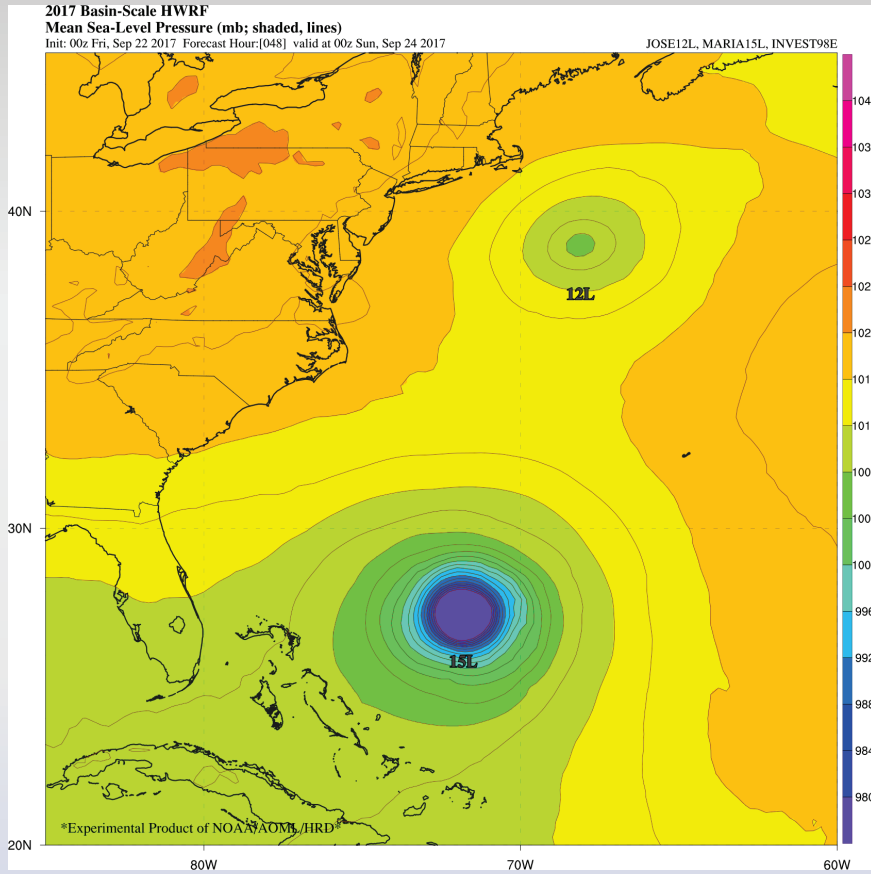 2017 Basin-Scale HWRF
Mean Sea-Level Pressure (mb; shaded, lines)
Init: 00z Fri, Sep 22 2017 Forecast Hour:[048] valid at 00z Sun, Sep 24 2017 JOSE12L, MARIA15L, INVEST98E
104
103
103
102
102
102
101
101
100
100
100
996
992
988
984
980
40N
30N
20N
12L
15L
*Experimental Product of NOAA/AOML/HRD*
80W 70W 60W